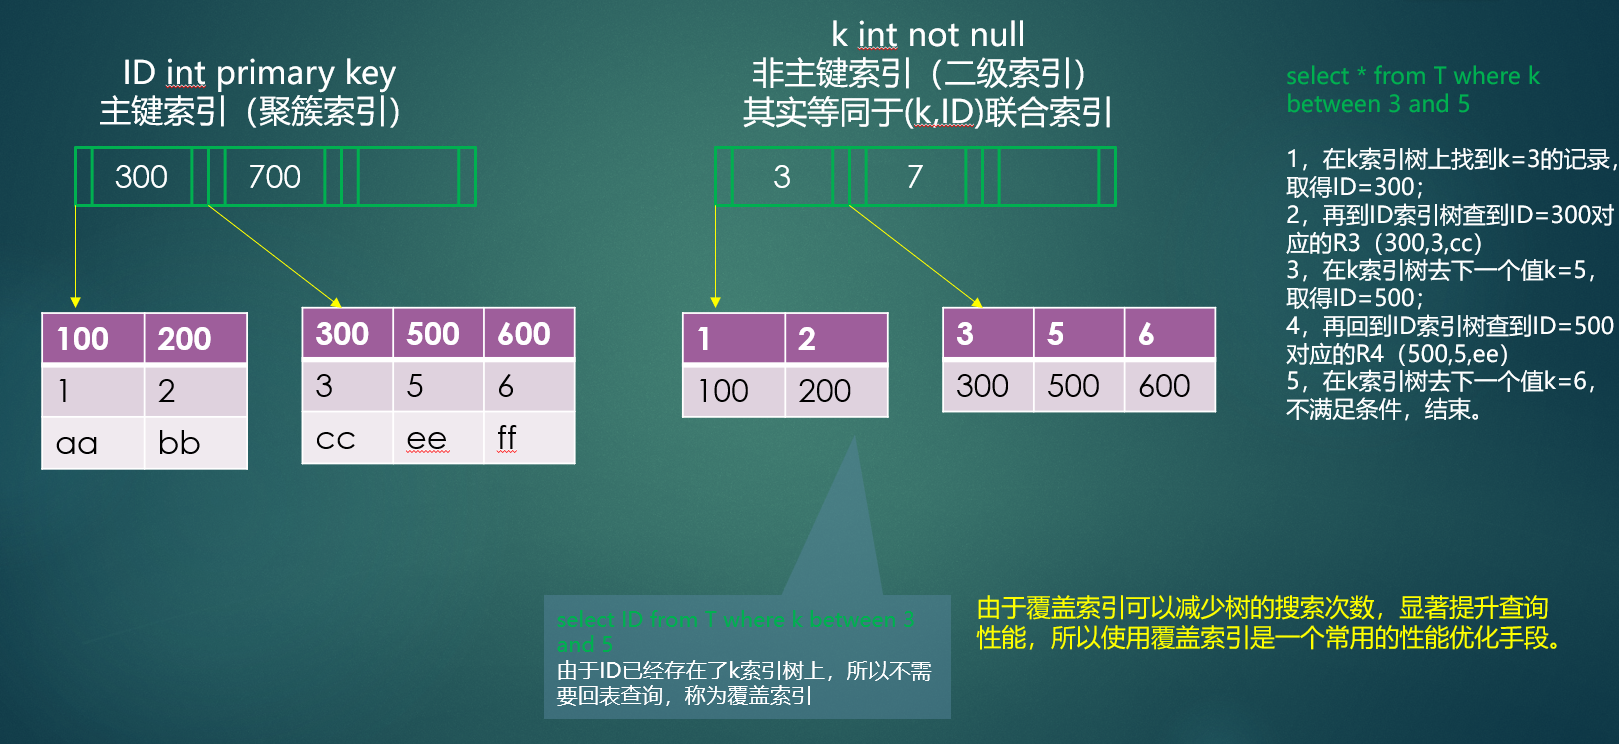 ID int primary key
主键索引（聚簇索引）
300
700
100 200
1 2
aa bb
300 500 600
3 5 6
cc ee ff
k int not null
非主键索引（二级索引）
其实等同于(k,ID)联合索引
3
7
1 2
100 200
3 5 6
300 500 600
select * from T where k
between 3 and 5
1，在k索引树上找到k=3的记录，
取得ID=300；
2，再到ID索引树查到ID=300对
应的R3（300,3,cc）
3，在k索引树去下一个值k=5，
取得ID=500；
4，再回到ID索引树查到ID=500
对应的R4（500,5,ee）
5，在k索引树去下一个值k=6，
不满足条件，结束。
select ID from T where k between 3
and 5
由于ID已经存在了k索引树上，所以不需
要回表查询，称为覆盖索引
由于覆盖索引可以减少树的搜索次数，显著提升查询
性能，所以使用覆盖索引是一个常用的性能优化手段。